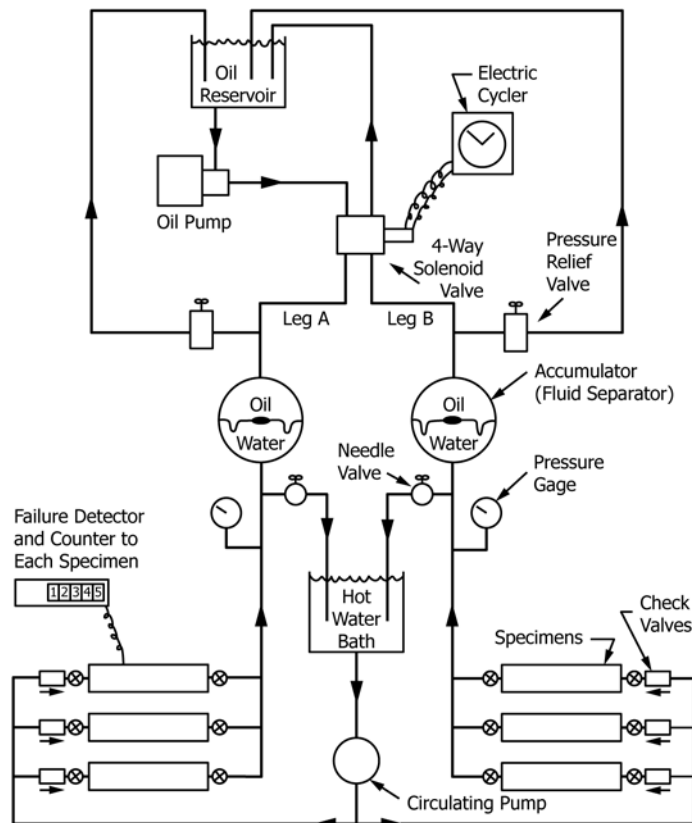 Oil
Reservoir
Electric
Cycler
Oil Pump
4-Way
Solenoid
Valve
Pressure
Relief
Valve
Leg A
Leg B
Accumulator
(Fluid Separator)
Oil
Water
Oil
Water
Needle
Valve
Pressure
Gage
Failure Detector
and Counter to
Each Specimen
1 2 3 4 5
Hot
Water
Bath
Specimens
Check
Valves
Circulating Pump